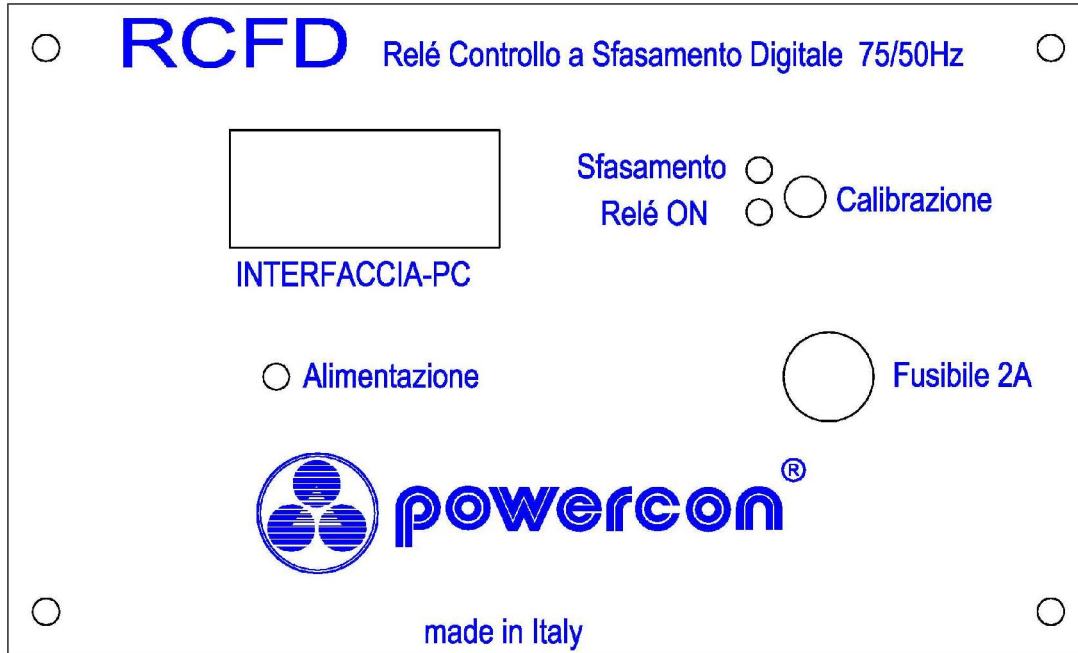 RCFD Relé Controllo a Sfasamento Digitale 75/50Hz
Sfasamento
Relé ON
Calibrazione
INTERFACCIA-PC
Alimentazione
Fusibile 2A
powercon®
made in Italy